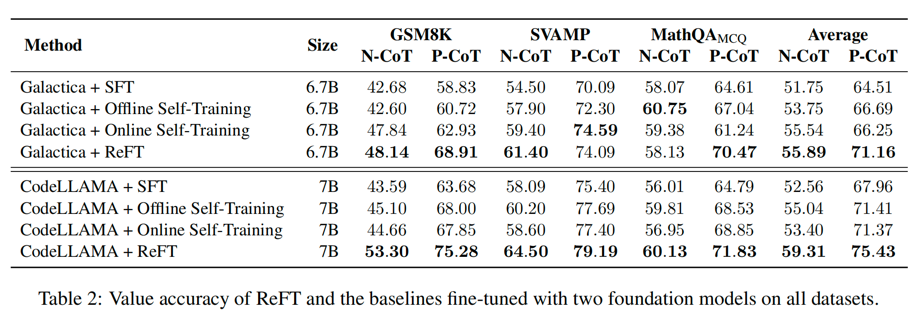 Method Size GSM8K SVAMP MathQA_MCQ Average
N-CoT P-CoT N-CoT P-CoT N-CoT P-CoT N-CoT P-CoT
Galactica + SFT 6.7B 42.68 58.83 54.50 70.09 58.07 64.61 51.75 64.51
Galactica + Offline Self-Training 6.7B 42.60 60.72 57.90 72.30 60.75 67.04 53.75 66.69
Galactica + Online Self-Training 6.7B 47.84 62.93 59.40 74.59 59.38 61.24 55.54 66.25
Galactica + ReFT 6.7B 48.14 68.91 61.40 74.09 58.13 70.47 55.89 71.16
CodeLLAMA + SFT 7B 43.59 63.68 58.09 75.40 56.01 64.79 52.56 67.96
CodeLLAMA + Offline Self-Training 7B 45.10 68.00 60.20 77.69 59.81 68.53 55.04 71.41
CodeLLAMA + Online Self-Training 7B 44.66 67.85 58.60 77.40 56.95 68.85 53.40 71.37
CodeLLAMA + ReFT 7B 53.30 75.28 64.50 79.19 60.13 71.83 59.31 75.43
Table 2: Value accuracy of ReFT and the baselines fine-tuned with two foundation models on all datasets.